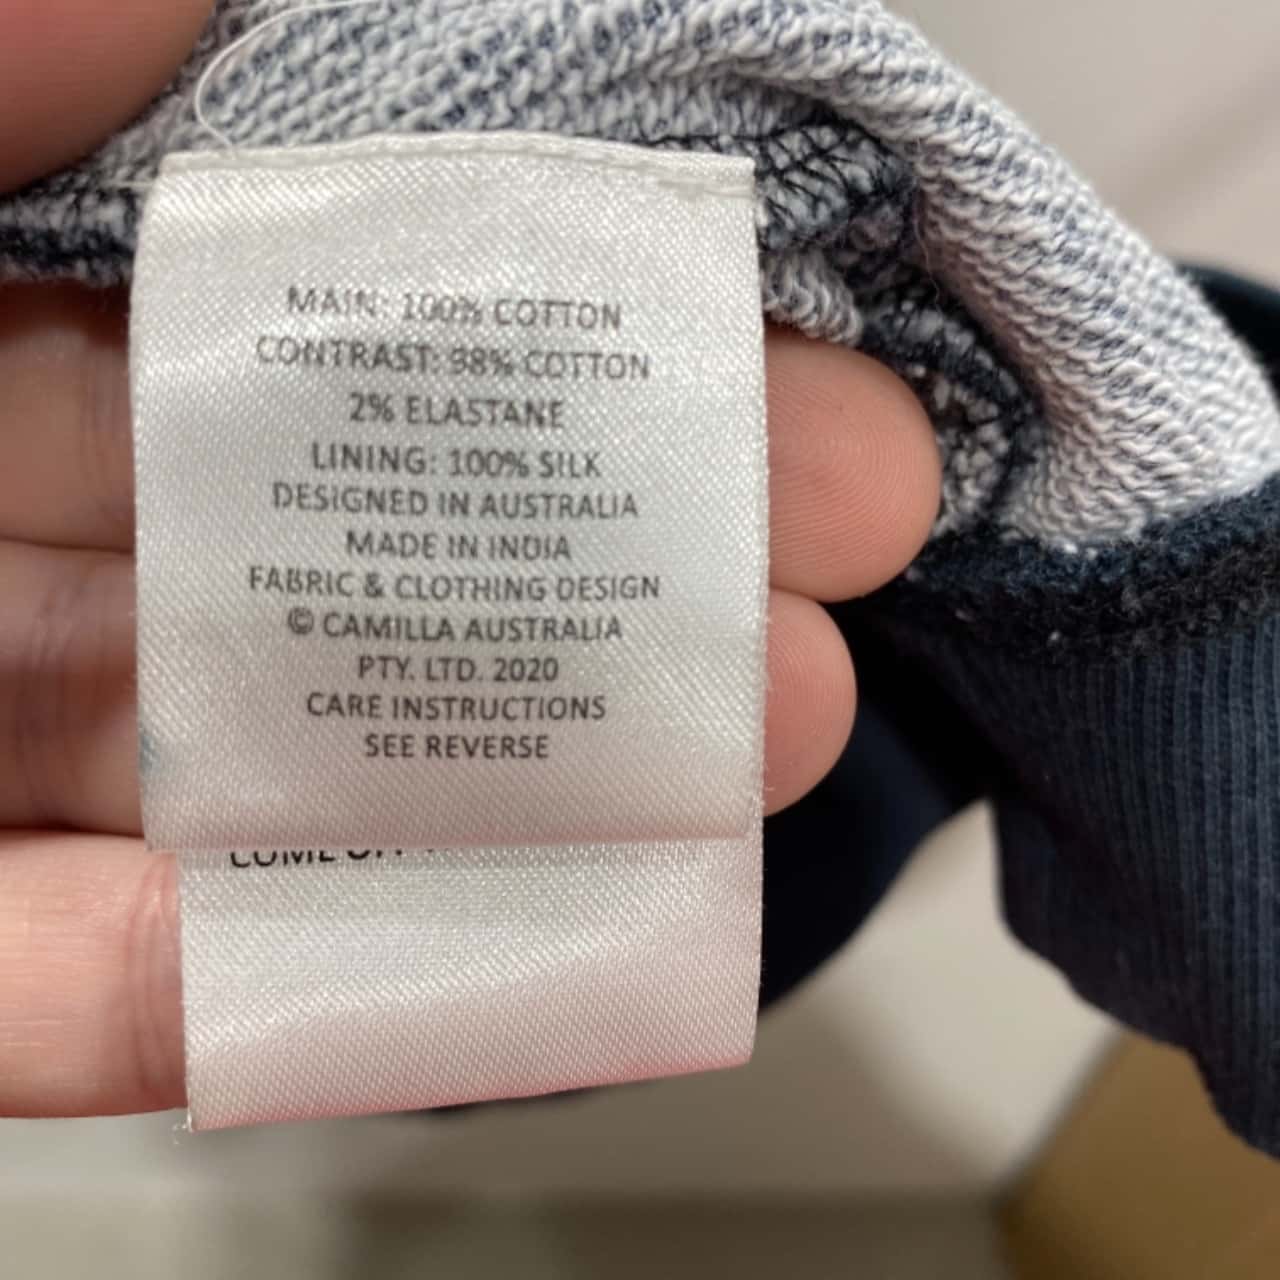 MAIN: 100% COTTON
CONTRAST: 98% COTTON
2% ELASTANE
LINING: 100% SILK
DESIGNED IN AUSTRALIA
MADE IN INDIA
FABRIC & CLOTHING DESIGN
© CAMILLA AUSTRALIA
PTY. LTD. 2020
CARE INSTRUCTIONS
SEE REVERSE